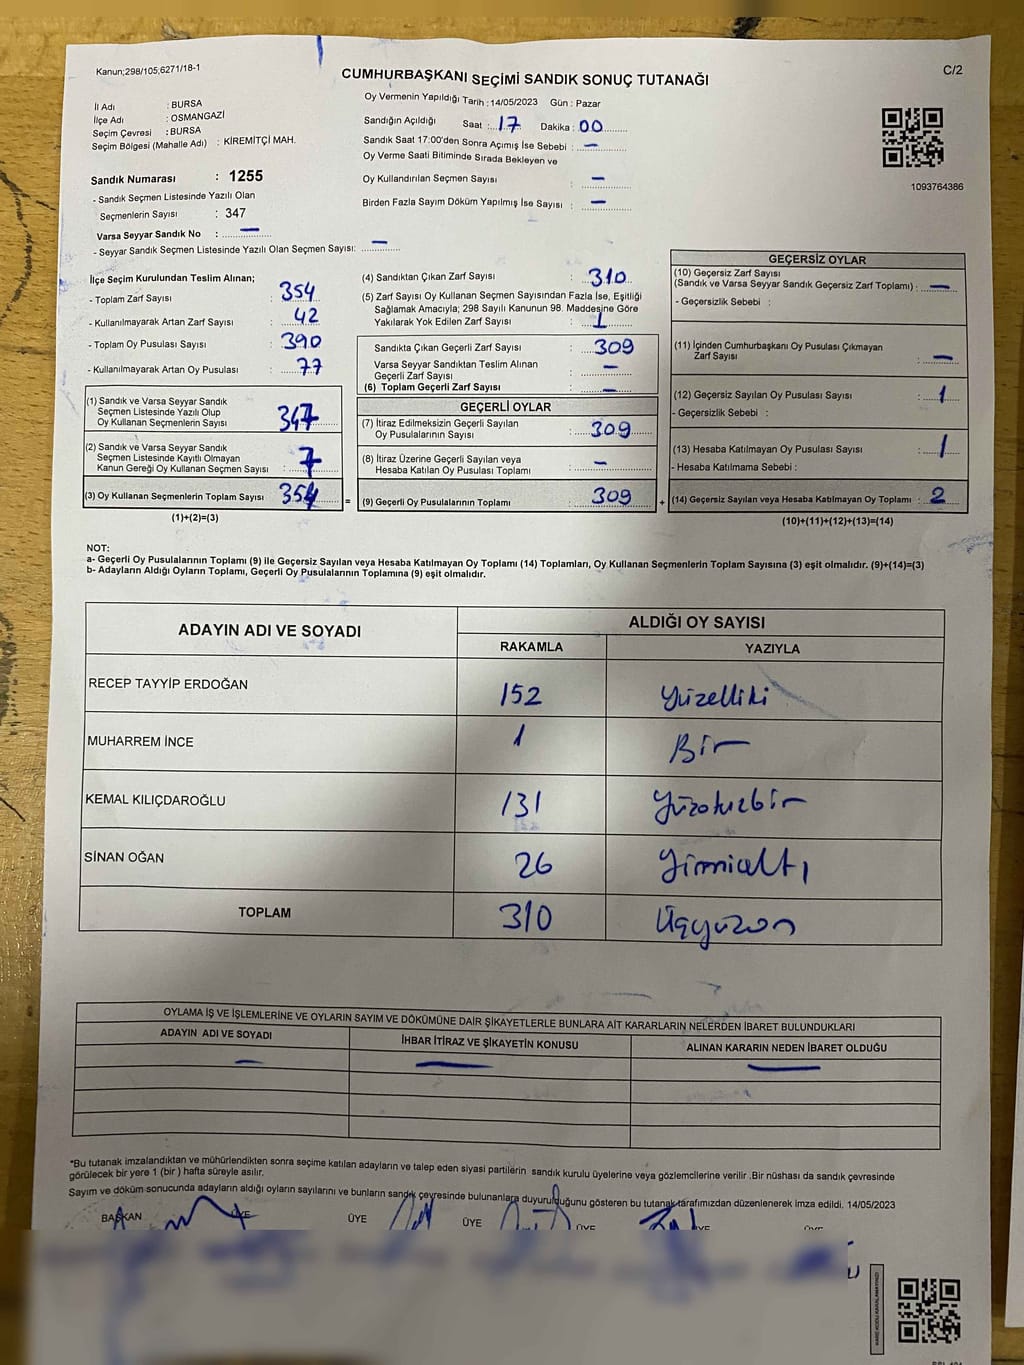 Kanun;298/105;6271/18-1
C/2
CUMHURBAŞKANI SEÇİMİ SANDIK SONUÇ TUTANAĞI
İl Adı : BURSA
İlçe Adı : OSMANGAZİ
Seçim Çevresi : BURSA
Seçim Bölgesi (Mahalle Adı) : KİREMİTÇİ MAH.
Sandık Numarası : 1255
- Sandık Seçmen Listesinde Yazılı Olan
Seçmenlerin Sayısı : 347
Varsa Seyyar Sandık No : —
- Seyyar Sandık Seçmen Listesinde Yazılı Olan Seçmen Sayısı: —
Oy Vermenin Yapıldığı Tarih : 14/05/2023 Gün : Pazar
Sandığın Açıldığı Saat : 17 Dakika : 00
Sandık Saat 17:00'den Sonra Açımış İse Sebebi : —
Oy Verme Saati Bitiminde Sırada Bekleyen ve
Oy Kullandırılan Seçmen Sayısı : —
Birden Fazla Sayım Döküm Yapılmış İse Sayısı : —
1093764386
İlçe Seçim Kurulundan Teslim Alınan;
- Toplam Zarf Sayısı : 354
- Kullanılmayarak Artan Zarf Sayısı : 42
- Toplam Oy Pusulası Sayısı : 390
- Kullanılmayarak Artan Oy Pusulası : 77
(1) Sandık ve Varsa Seyyar Sandık
Seçmen Listesinde Yazılı Olup
Oy Kullanan Seçmenlerin Sayısı : 347
(2) Sandık ve Varsa Seyyar Sandık
Seçmen Listesinde Kayıtlı Olmayan
Kanun Gereği Oy Kullanan Seçmen Sayısı : 7
(3) Oy Kullanan Seçmenlerin Toplam Sayısı : 354
(1)+(2)=(3)
(4) Sandıktan Çıkan Zarf Sayısı : 310
(5) Zarf Sayısı Oy Kullanan Seçmen Sayısından Fazla İse, Eşitliği
Sağlamak Amacıyla; 298 Sayılı Kanunun 98. Maddesine Göre
Yakılarak Yok Edilen Zarf Sayısı : 1
Sandıkta Çıkan Geçerli Zarf Sayısı : 309
Varsa Seyyar Sandıktan Teslim Alınan
Geçerli Zarf Sayısı : —
(6) Toplam Geçerli Zarf Sayısı : —
GEÇERLİ OYLAR
(7) İtiraz Edilmeksizin Geçerli Sayılan
Oy Pusulalarının Sayısı : 309
(8) İtiraz Üzerine Geçerli Sayılan veya
Hesaba Katılan Oy Pusulası Toplamı : —
= (9) Geçerli Oy Pusulalarının Toplamı : 309
GEÇERSİZ OYLAR
(10) Geçersiz Zarf Sayısı
(Sandık ve Varsa Seyyar Sandık Geçersiz Zarf Toplamı) : —
- Geçersizlik Sebebi :
(11) İçinden Cumhurbaşkanı Oy Pusulası Çıkmayan
Zarf Sayısı : —
(12) Geçersiz Sayılan Oy Pusulası Sayısı : 1
- Geçersizlik Sebebi :
(13) Hesaba Katılmayan Oy Pusulası Sayısı : 1
- Hesaba Katılmama Sebebi :
+ (14) Geçersiz Sayılan veya Hesaba Katılmayan Oy Toplamı : 2
(10)+(11)+(12)+(13)=(14)
NOT:
a- Geçerli Oy Pusulalarının Toplamı (9) ile Geçersiz Sayılan veya Hesaba Katılmayan Oy Toplamı (14) Toplamları, Oy Kullanan Seçmenlerin Toplam Sayısına (3) eşit olmalıdır. (9)+(14)=(3)
b- Adayların Aldığı Oyların Toplamı, Geçerli Oy Pusulalarının Toplamına (9) eşit olmalıdır.
ADAYIN ADI VE SOYADI ALDIĞI OY SAYISI
RAKAMLA YAZIYLA
RECEP TAYYİP ERDOĞAN 152 Yüzelliki
MUHARREM İNCE 1 Bir
KEMAL KILIÇDAROĞLU 131 Yüzotuzbir
SİNAN OĞAN 26 Yirmialtı
TOPLAM 310 Üçyüzon
OYLAMA İŞ VE İŞLEMLERİNE VE OYLARIN SAYIM VE DÖKÜMÜNE DAİR ŞİKAYETLERLE BUNLARA AİT KARARLARIN NELERDEN İBARET BULUNDUKLARI
ADAYIN ADI VE SOYADI İHBAR İTİRAZ VE ŞİKAYETİN KONUSU ALINAN KARARIN NEDEN İBARET OLDUĞU
— — —
*Bu tutanak imzalandıktan ve mühürlendikten sonra seçime katılan adayların ve talep eden siyasi partilerin sandık kurulu üyelerine veya gözlemcilerine verilir .Bir nüshası da sandık çevresinde
görülecek bir yere 1 (bir ) hafta süreyle asılır.
Sayım ve döküm sonucunda adayların aldığı oyların sayılarını ve bunların sandık çevresinde bulunanlara duyurulduğunu gösteren bu tutanak tarafımızdan düzenlenerek imza edildi. 14/05/2023
BAŞKAN ÜYE ÜYE ÜYE ÜYE ÜYE ÜYE